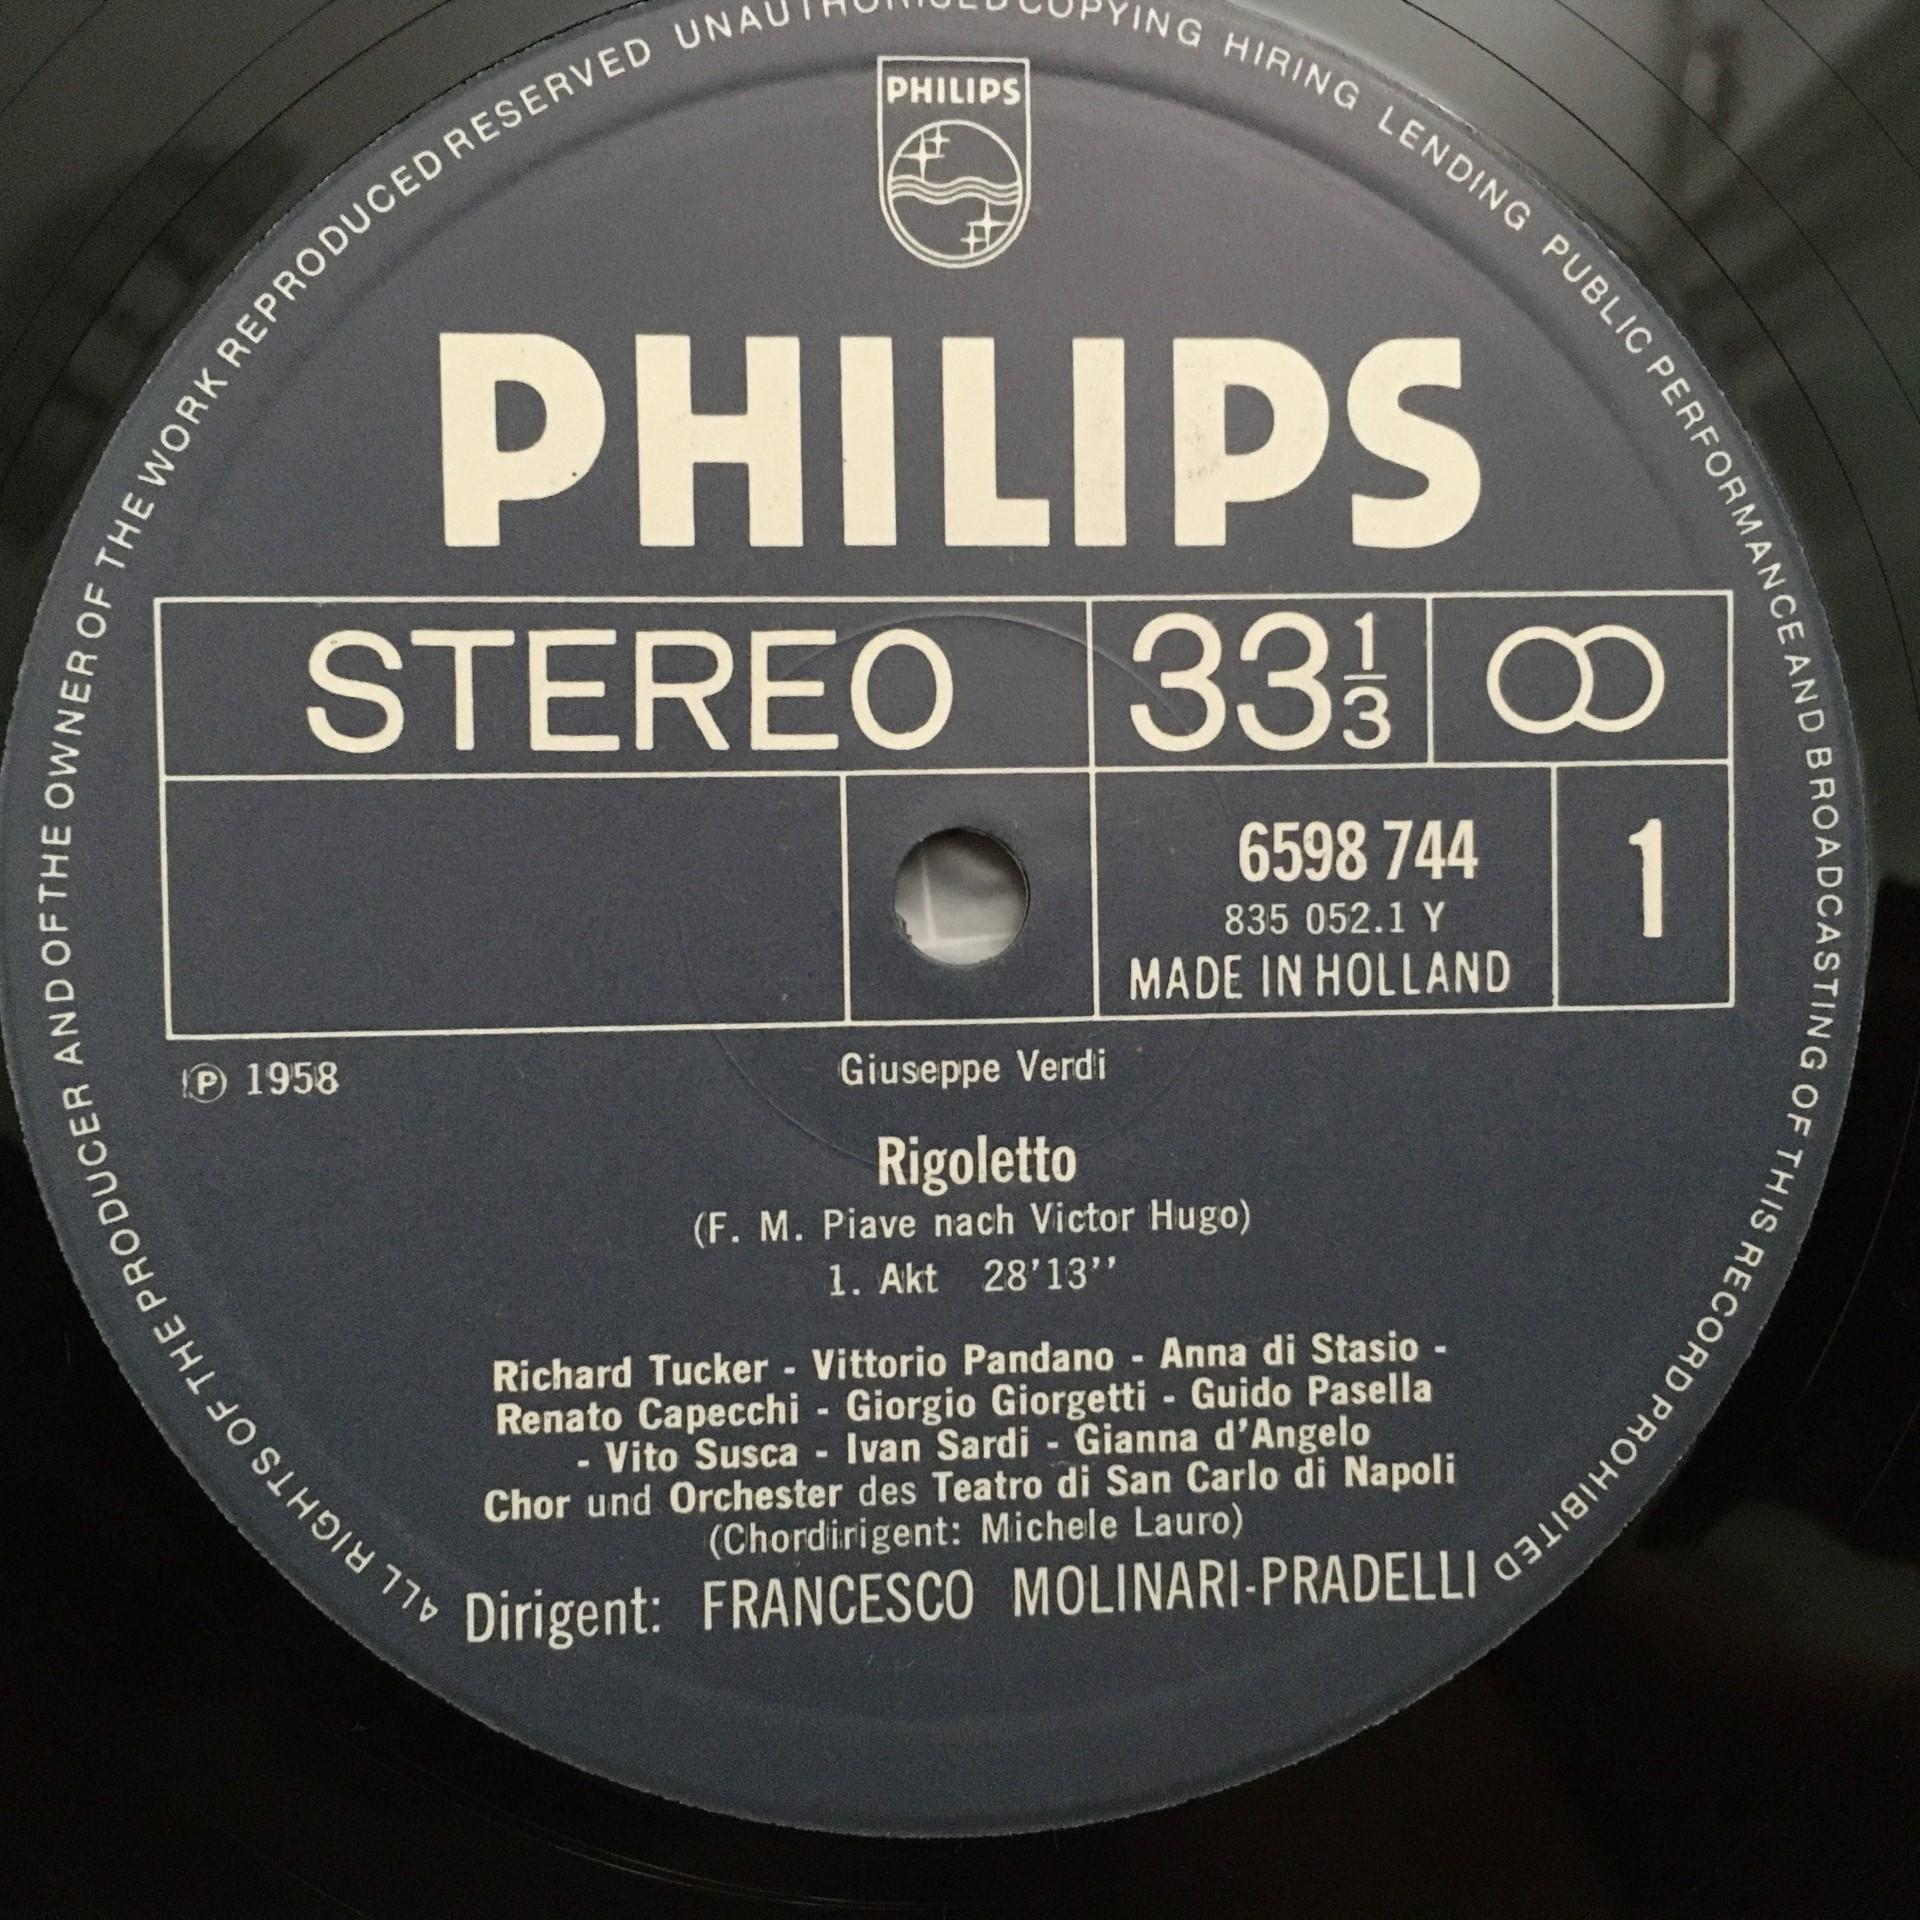 PHILIPS
PHILIPS
STEREO
33 1/3
6598 744
835 052.1 Y
MADE IN HOLLAND
1
Ⓟ 1958
Giuseppe Verdi
Rigoletto
(F. M. Piave nach Victor Hugo)
1. Akt 28'13''
Richard Tucker - Vittorio Pandano - Anna di Stasio -
Renato Capecchi - Giorgio Giorgetti - Guido Pasella
- Vito Susca - Ivan Sardi - Gianna d'Angelo
Chor und Orchester des Teatro di San Carlo di Napoli
(Chordirigent: Michele Lauro)
Dirigent: FRANCESCO MOLINARI-PRADELLI
ALL RIGHTS OF THE PRODUCER AND OF THE OWNER OF THE WORK REPRODUCED RESERVED UNAUTHORISED COPYING HIRING LENDING PUBLIC PERFORMANCE AND BROADCASTING OF THIS RECORD PROHIBITED